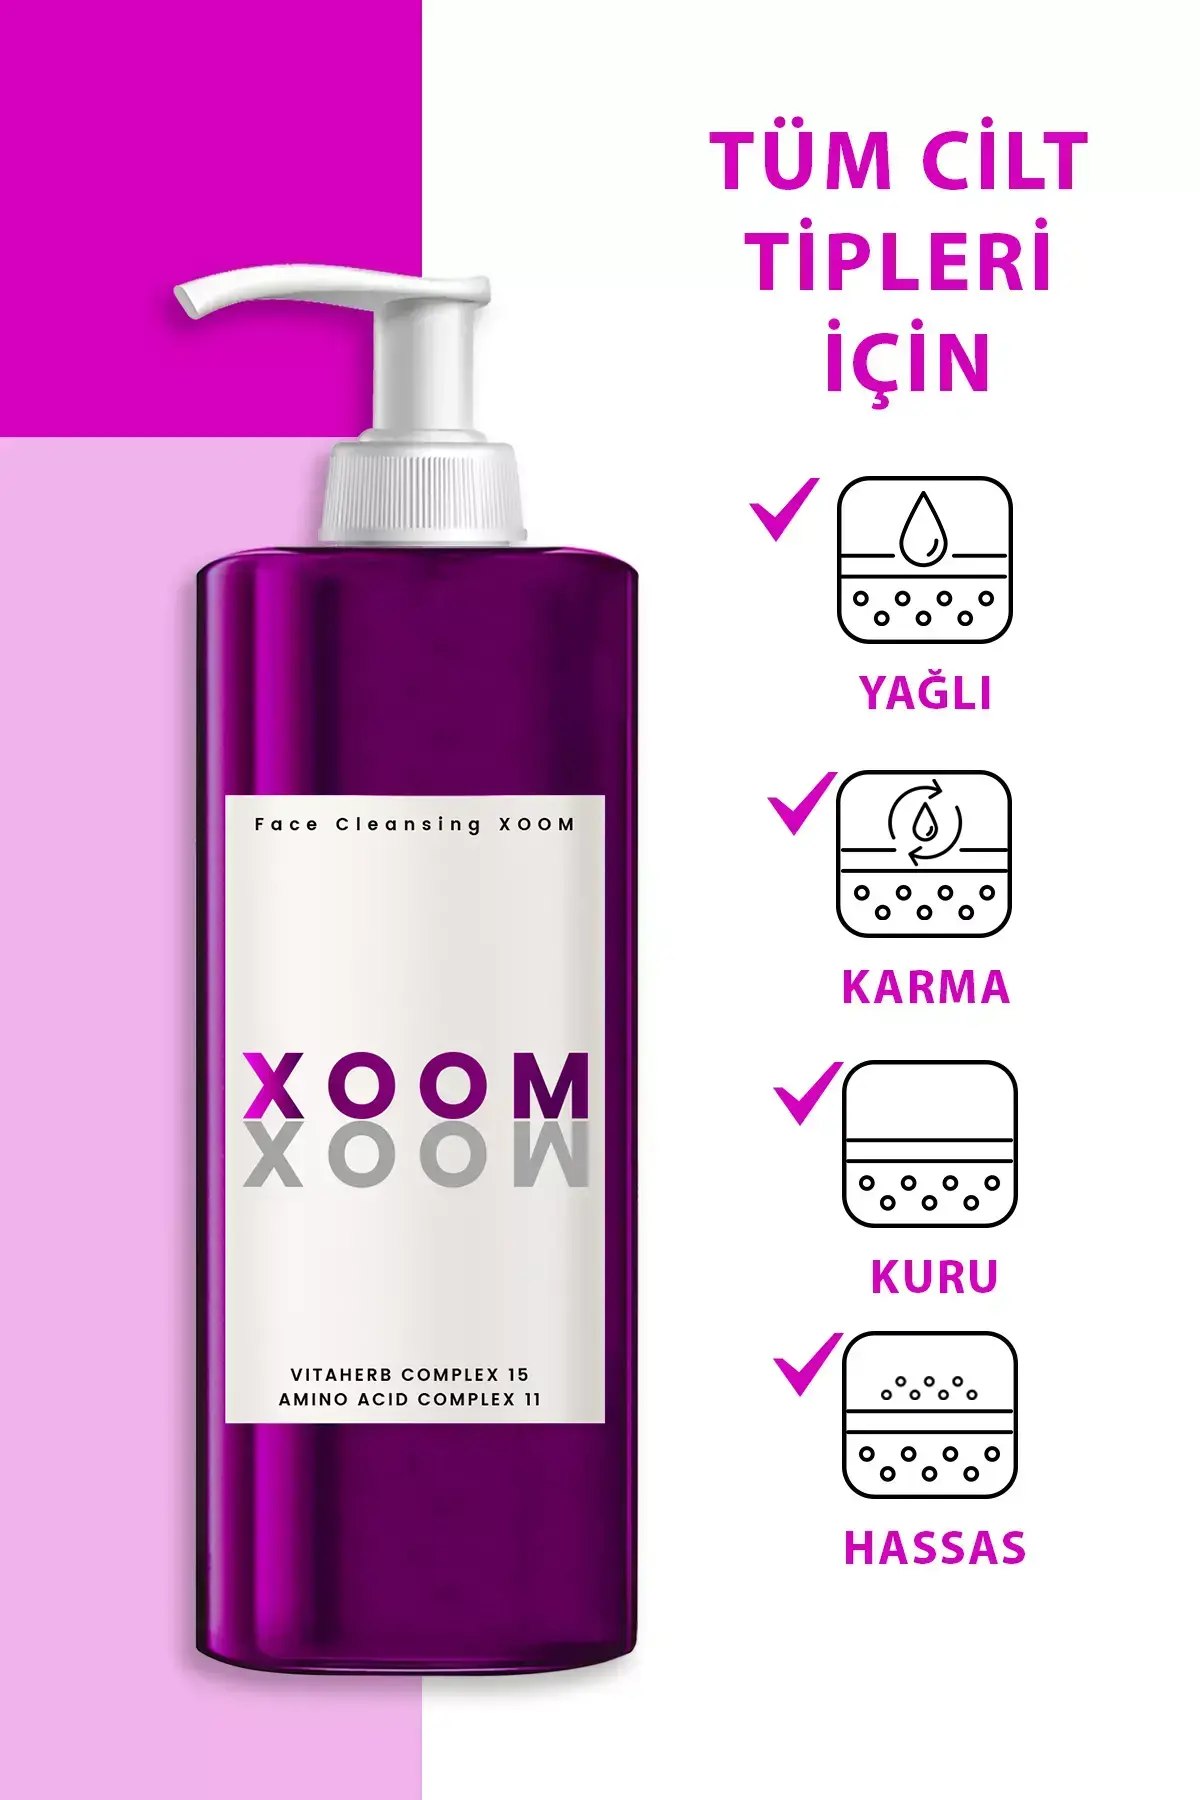 TÜM CİLT
TİPLERİ
İÇİN
YAĞLI
KARMA
KURU
HASSAS
Face Cleansing XOOM
XOOM
XOOM
VITAHERB COMPLEX 15
AMINO ACID COMPLEX 11